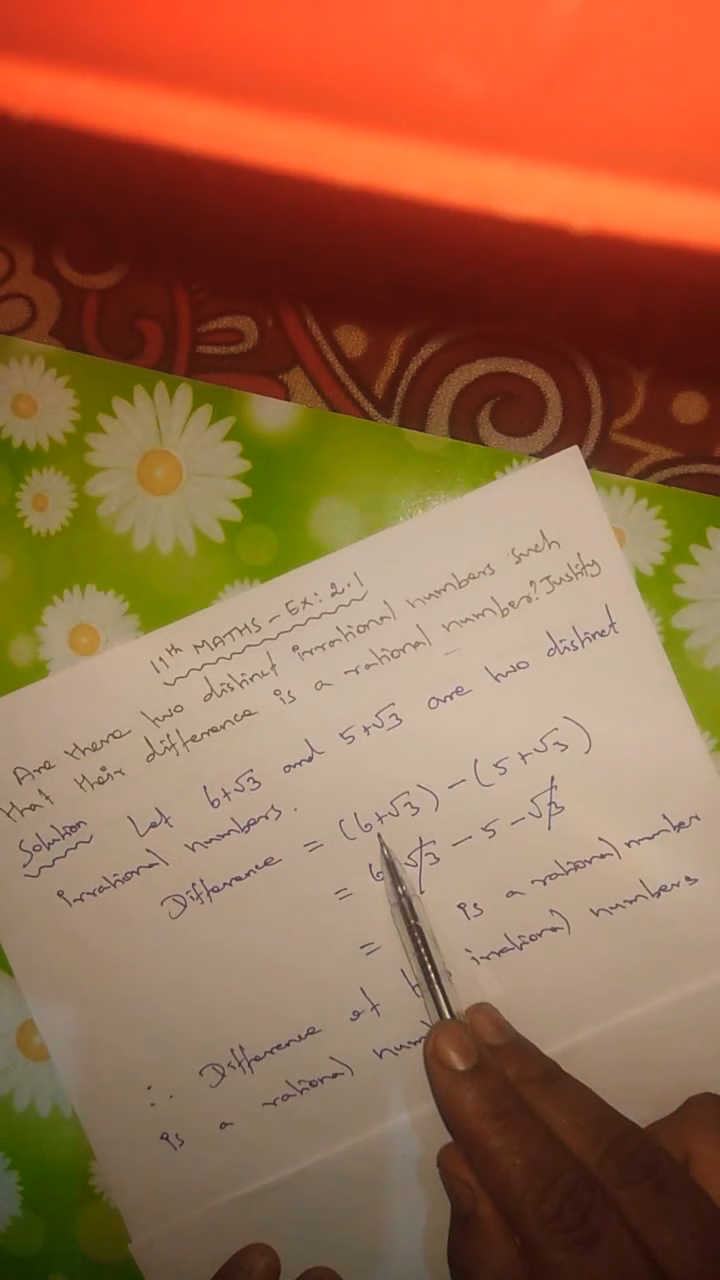 11th MATHS - Ex: 2.1
Are there two distinct irrational numbers such
that their difference is a rational number? Justify
Solution Let 6+√3 and 5+√3 are two distinct
irrational numbers.
Difference = (6+√3) - (5+√3)
= 6 √3 - 5 - √3
= is a rational number
∴ Difference of irrational numbers
is a rational